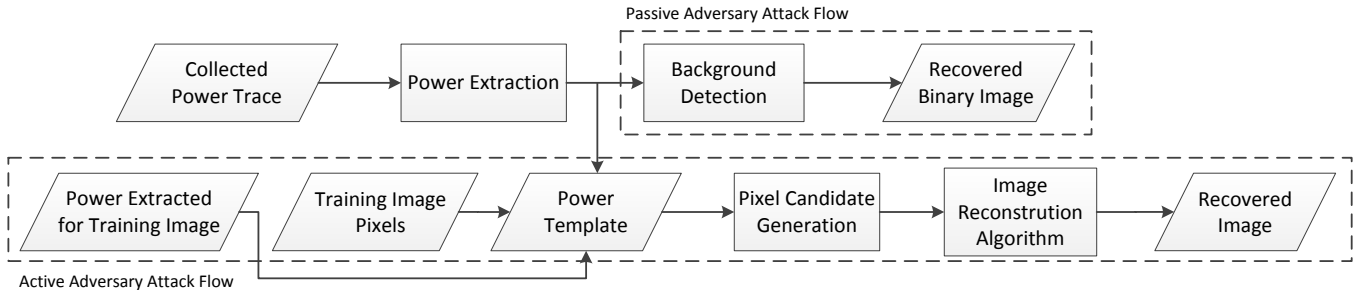 Passive Adversary Attack Flow
Collected
Power Trace
Power Extraction
Background
Detection
Recovered
Binary Image
Power Extracted
for Training Image
Training Image
Pixels
Power
Template
Pixel Candidate
Generation
Image
Reconstrution
Algorithm
Recovered
Image
Active Adversary Attack Flow